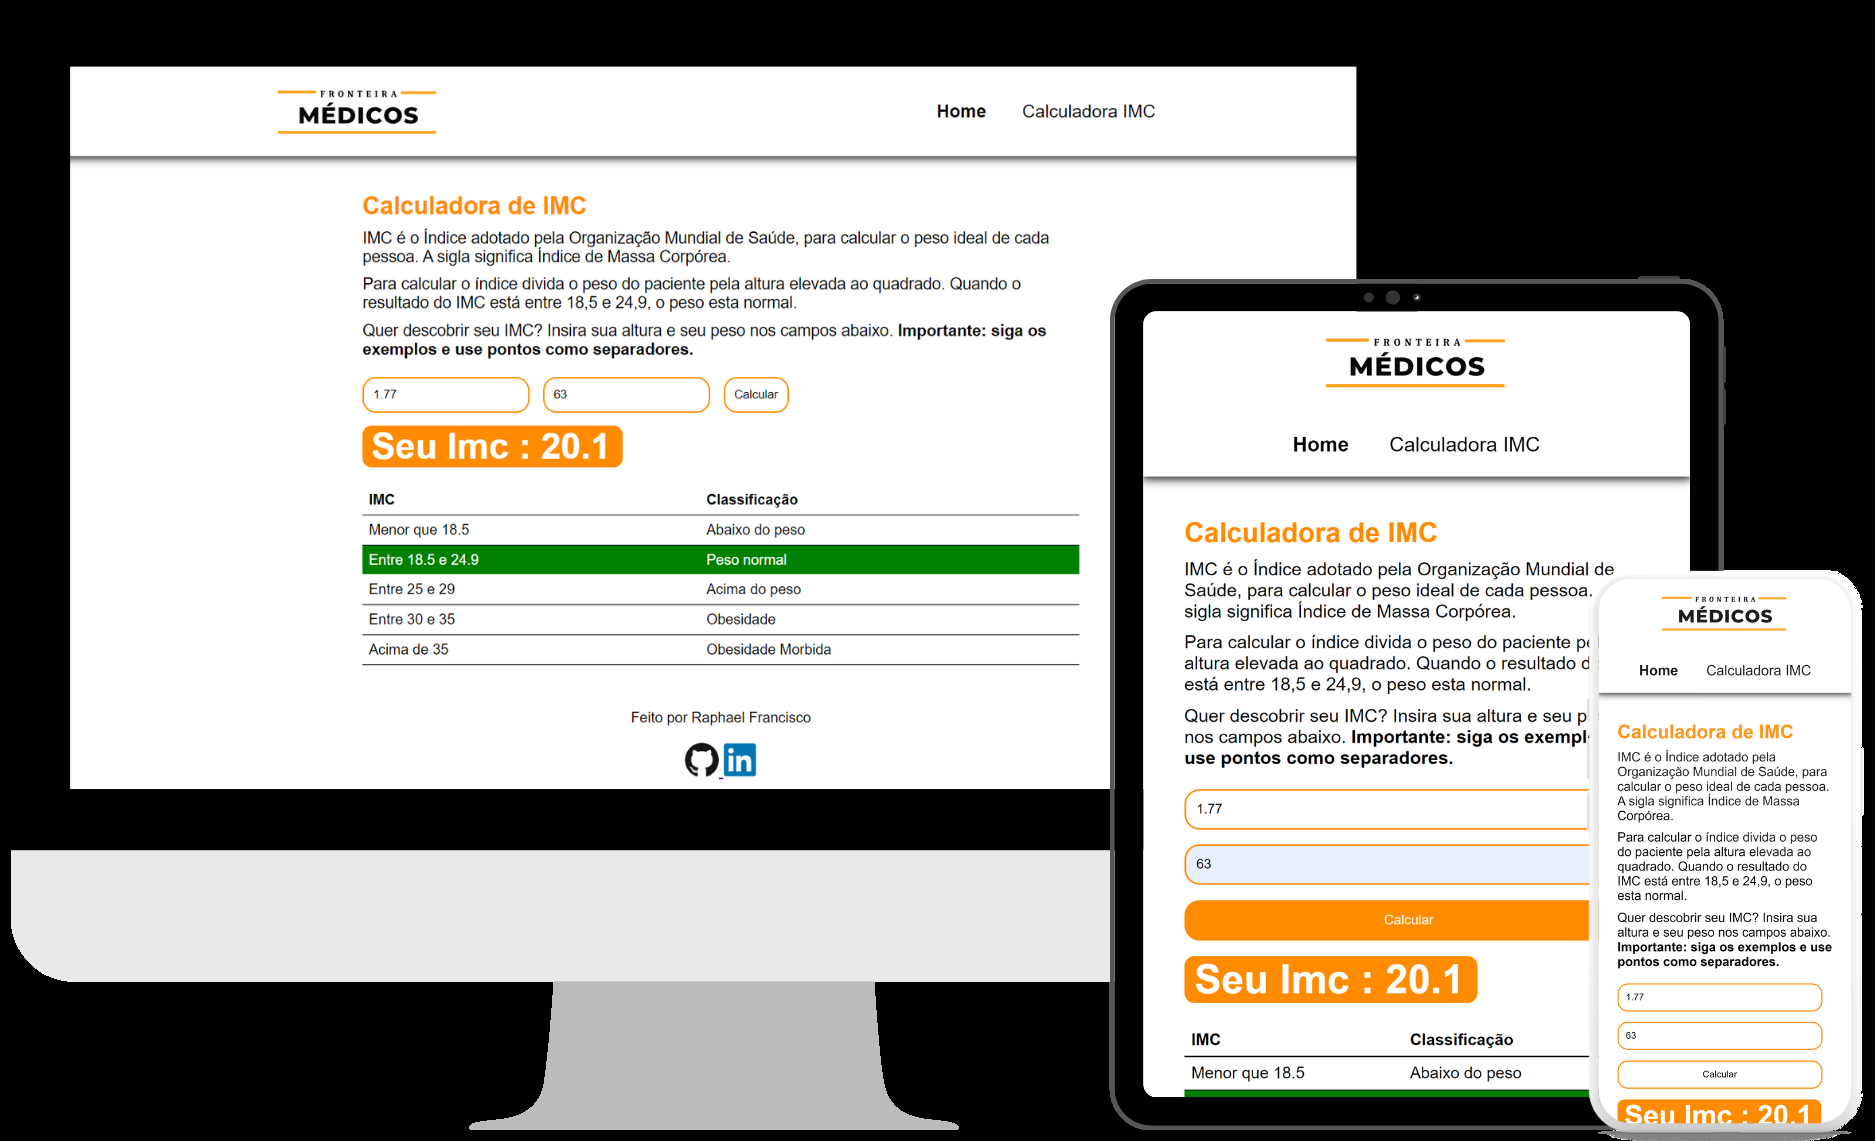 FRONTEIRA
MÉDICOS
Home Calculadora IMC
Calculadora de IMC
IMC é o Índice adotado pela Organização Mundial de Saúde, para calcular o peso ideal de cada
pessoa. A sigla significa Índice de Massa Corpórea.
Para calcular o índice divida o peso do paciente pela altura elevada ao quadrado. Quando o
resultado do IMC está entre 18,5 e 24,9, o peso esta normal.
Quer descobrir seu IMC? Insira sua altura e seu peso nos campos abaixo. Importante: siga os
exemplos e use pontos como separadores.
1.77 63 Calcular
Seu Imc : 20.1
IMC Classificação
Menor que 18.5 Abaixo do peso
Entre 18.5 e 24.9 Peso normal
Entre 25 e 29 Acima do peso
Entre 30 e 35 Obesidade
Acima de 35 Obesidade Morbida
Feito por Raphael Francisco
in
FRONTEIRA
MÉDICOS
Home Calculadora IMC
Calculadora de IMC
IMC é o Índice adotado pela Organização Mundial de
Saúde, para calcular o peso ideal de cada pessoa.
sigla significa Índice de Massa Corpórea.
Para calcular o índice divida o peso do paciente
altura elevada ao quadrado. Quando o resultado
está entre 18,5 e 24,9, o peso esta normal.
Quer descobrir seu IMC? Insira sua altura e seu
nos campos abaixo. Importante: siga os
use pontos como separadores.
1.77
63
Calcular
Seu Imc : 20.1
IMC Classificação
Menor que 18.5 Abaixo do peso
FRONTEIRA
MÉDICOS
Home Calculadora IMC
Calculadora de IMC
IMC é o Índice adotado pela
Organização Mundial de Saúde, para
calcular o peso ideal de cada pessoa.
A sigla significa Índice de Massa
Corpórea.
Para calcular o índice divida o peso
do paciente pela altura elevada ao
quadrado. Quando o resultado do
IMC está entre 18,5 e 24,9, o peso
esta normal.
Quer descobrir seu IMC? Insira sua
altura e seu peso nos campos abaixo.
Importante: siga os exemplos e use
pontos como separadores.
1.77
63
Calcular
Seu Imc : 20.1